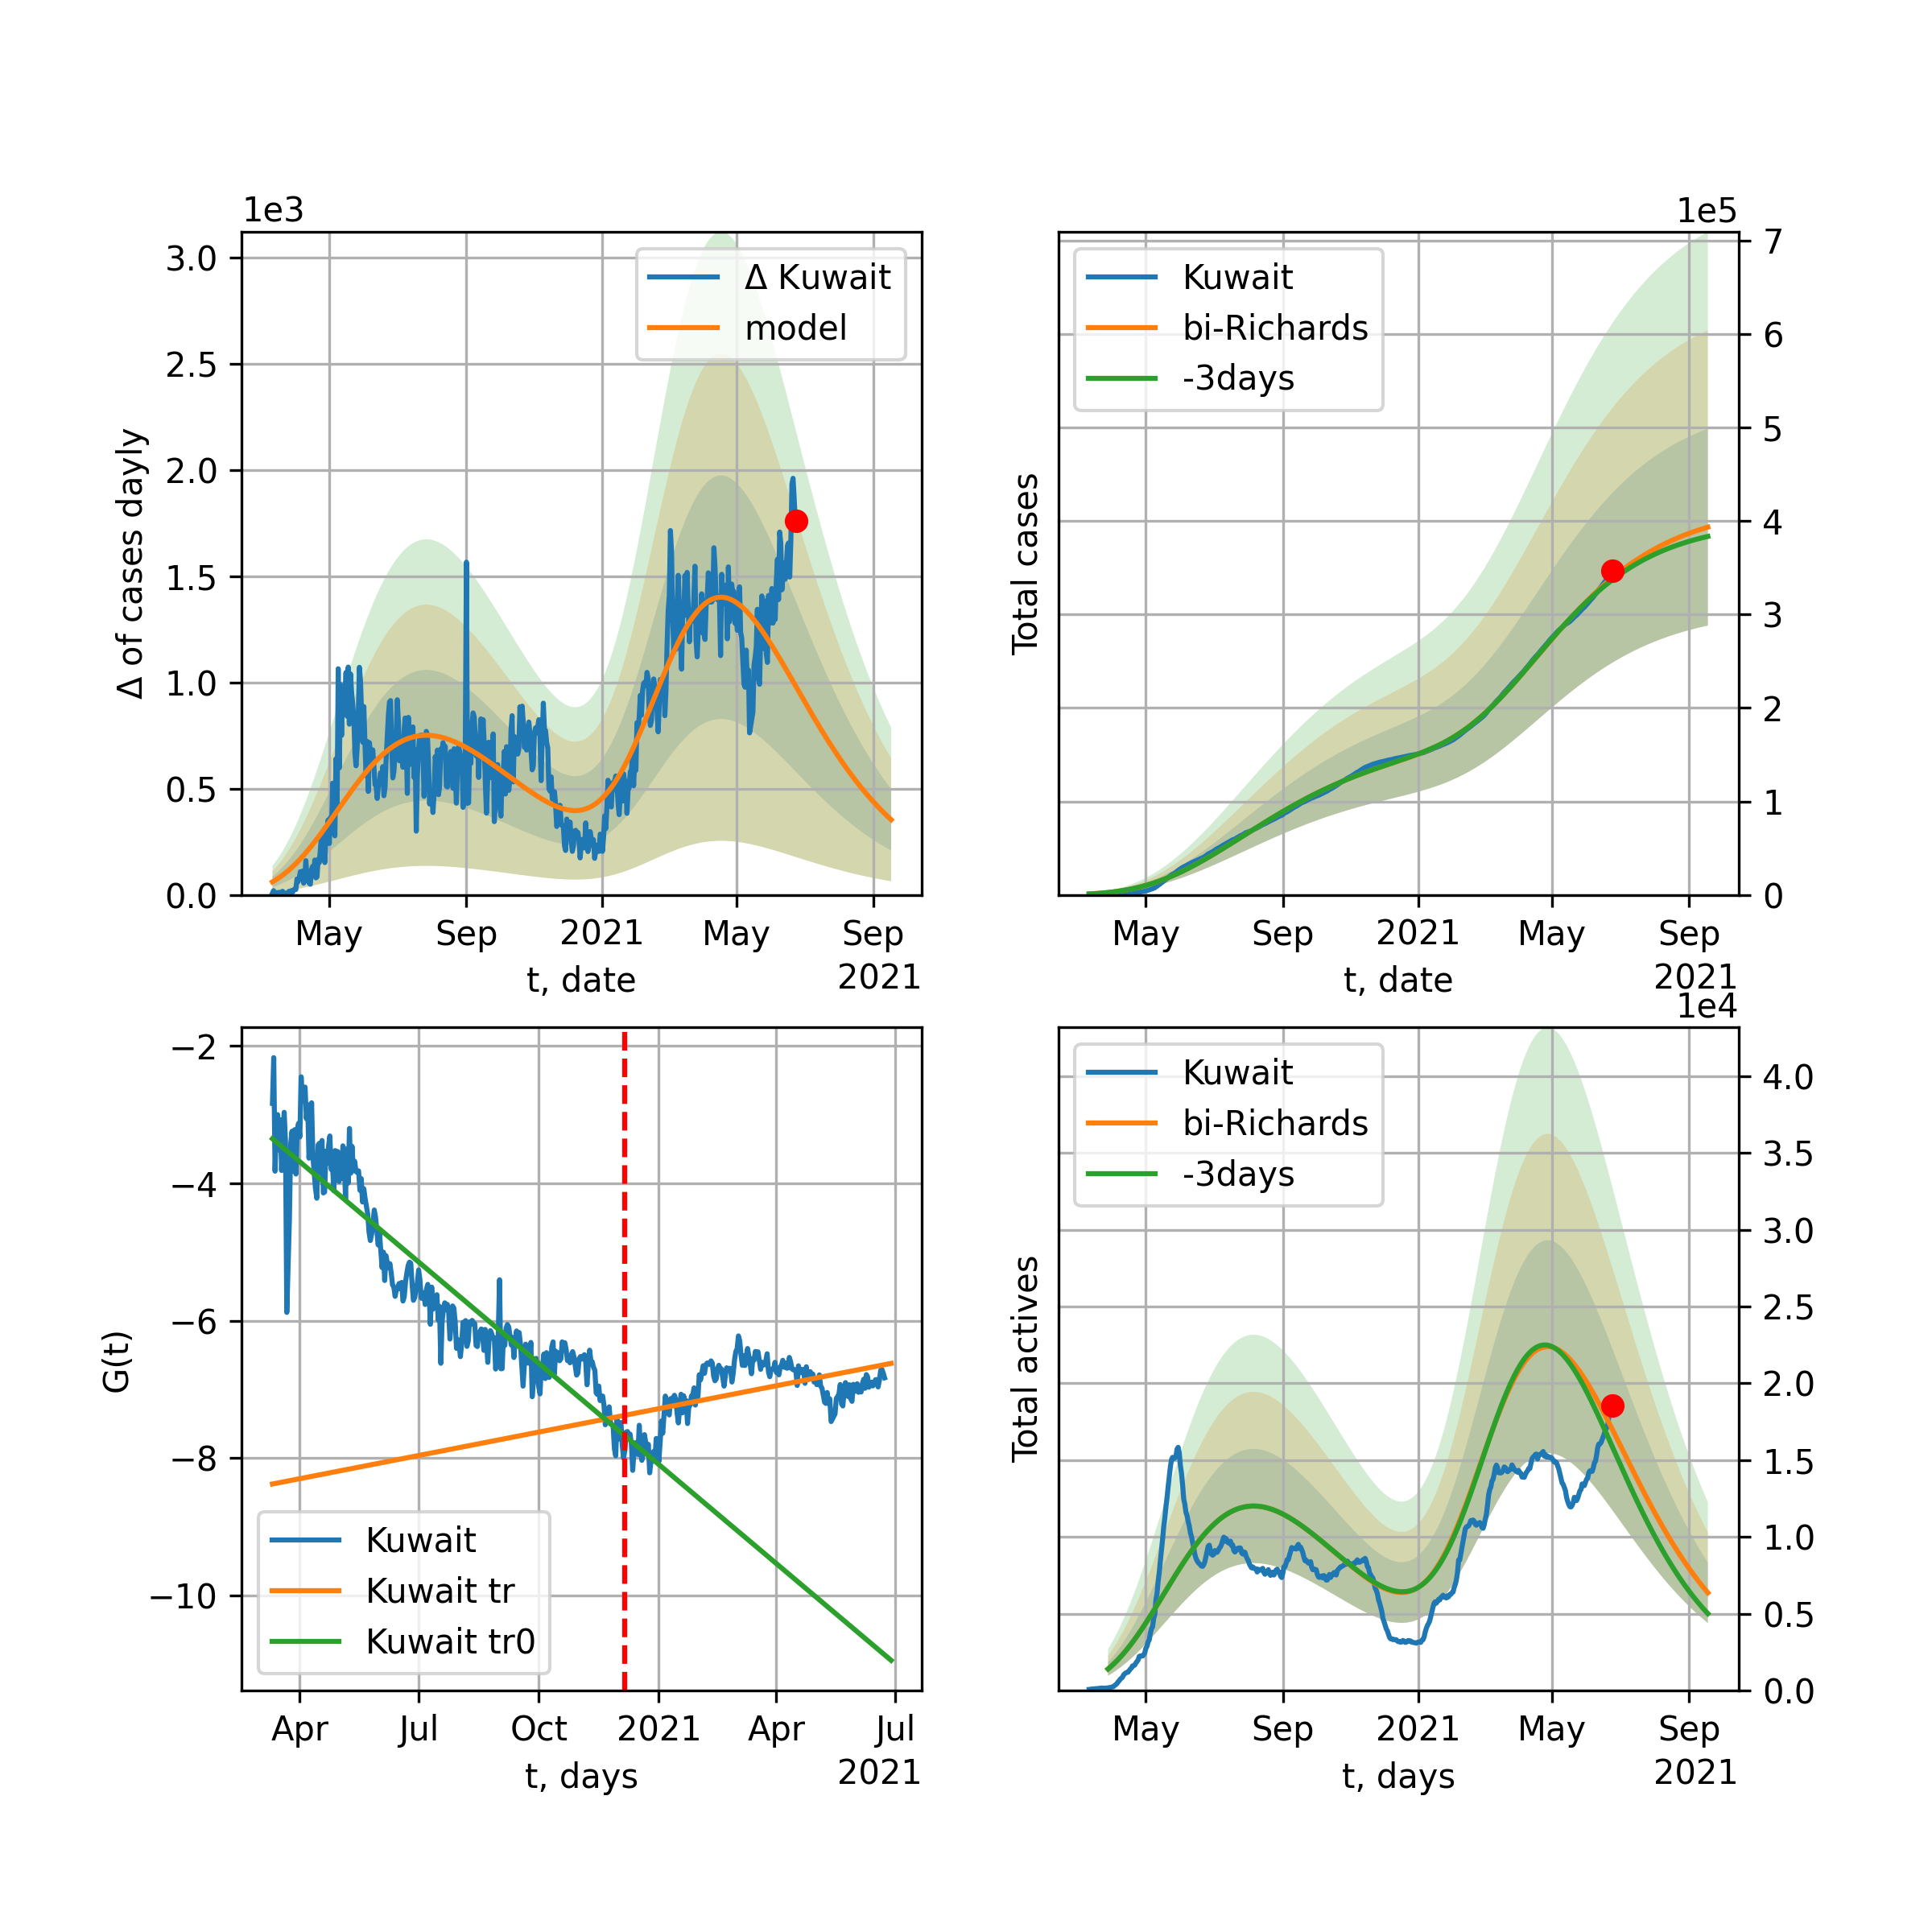 1e3
3.0
2.5
2.0
1.5
1.0
0.5
0.0
Δ of cases dayly
Δ Kuwait
model
May Sep 2021 May Sep
2021
t, date
1e5
7
6
5
4
3
2
1
0
Total cases
Kuwait
bi-Richards
-3days
May Sep 2021 May Sep
2021
t, date
−2
−4
−6
−8
−10
G(t)
Kuwait
Kuwait tr
Kuwait tr0
Apr Jul Oct 2021 Apr Jul
2021
t, days
1e4
4.0
3.5
3.0
2.5
2.0
1.5
1.0
0.5
0.0
Total actives
Kuwait
bi-Richards
-3days
May Sep 2021 May Sep
2021
t, days